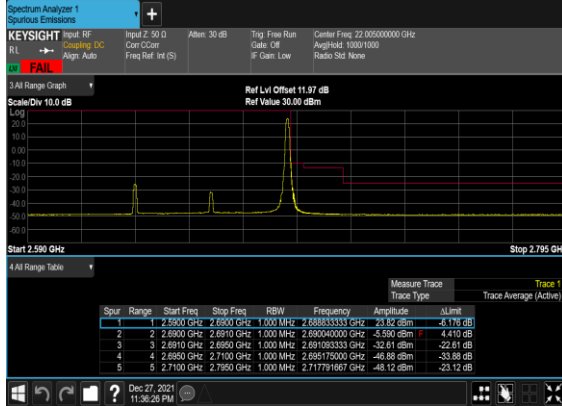 Spectrum Analyzer 1
Spurious Emissions
KEYSIGHT Input: RF Input Z: 50 Ω Atten: 30 dB Trig: Free Run Center Freq: 22.005000000 GHz
R L Coupling: DC Corr CCorr Gate: Off Avg|Hold: 1000/1000
Align: Auto Freq Ref: Int (S) IF Gain: Low Radio Std: None
FAIL
3 All Range Graph
Ref Lvl Offset 11.97 dB
Scale/Div 10.0 dB Ref Value 30.00 dBm
Log
20.0
10.0
0.00
-10.0
-20.0
-30.0
-40.0
-50.0
-60.0
Start 2.590 GHz Stop 2.795 GH
4 All Range Table
Measure Trace Trace 1
Trace Type Trace Average (Active)
Spur Range Start Freq Stop Freq RBW Frequency Amplitude ΔLimit
1 1 2.5900 GHz 2.6900 GHz 1.000 MHz 2.688833333 GHz 23.82 dBm -6.176 dB
2 2 2.6900 GHz 2.6910 GHz 1.000 MHz 2.690040000 GHz -5.590 dBm F 4.410 dB
3 3 2.6910 GHz 2.6950 GHz 1.000 MHz 2.691093333 GHz -32.61 dBm -22.61 dB
4 4 2.6950 GHz 2.7100 GHz 1.000 MHz 2.695175000 GHz -46.88 dBm -33.88 dB
5 5 2.7100 GHz 2.7950 GHz 1.000 MHz 2.717791667 GHz -48.12 dBm -23.12 dB
? Dec 27, 2021
11:36:26 PM